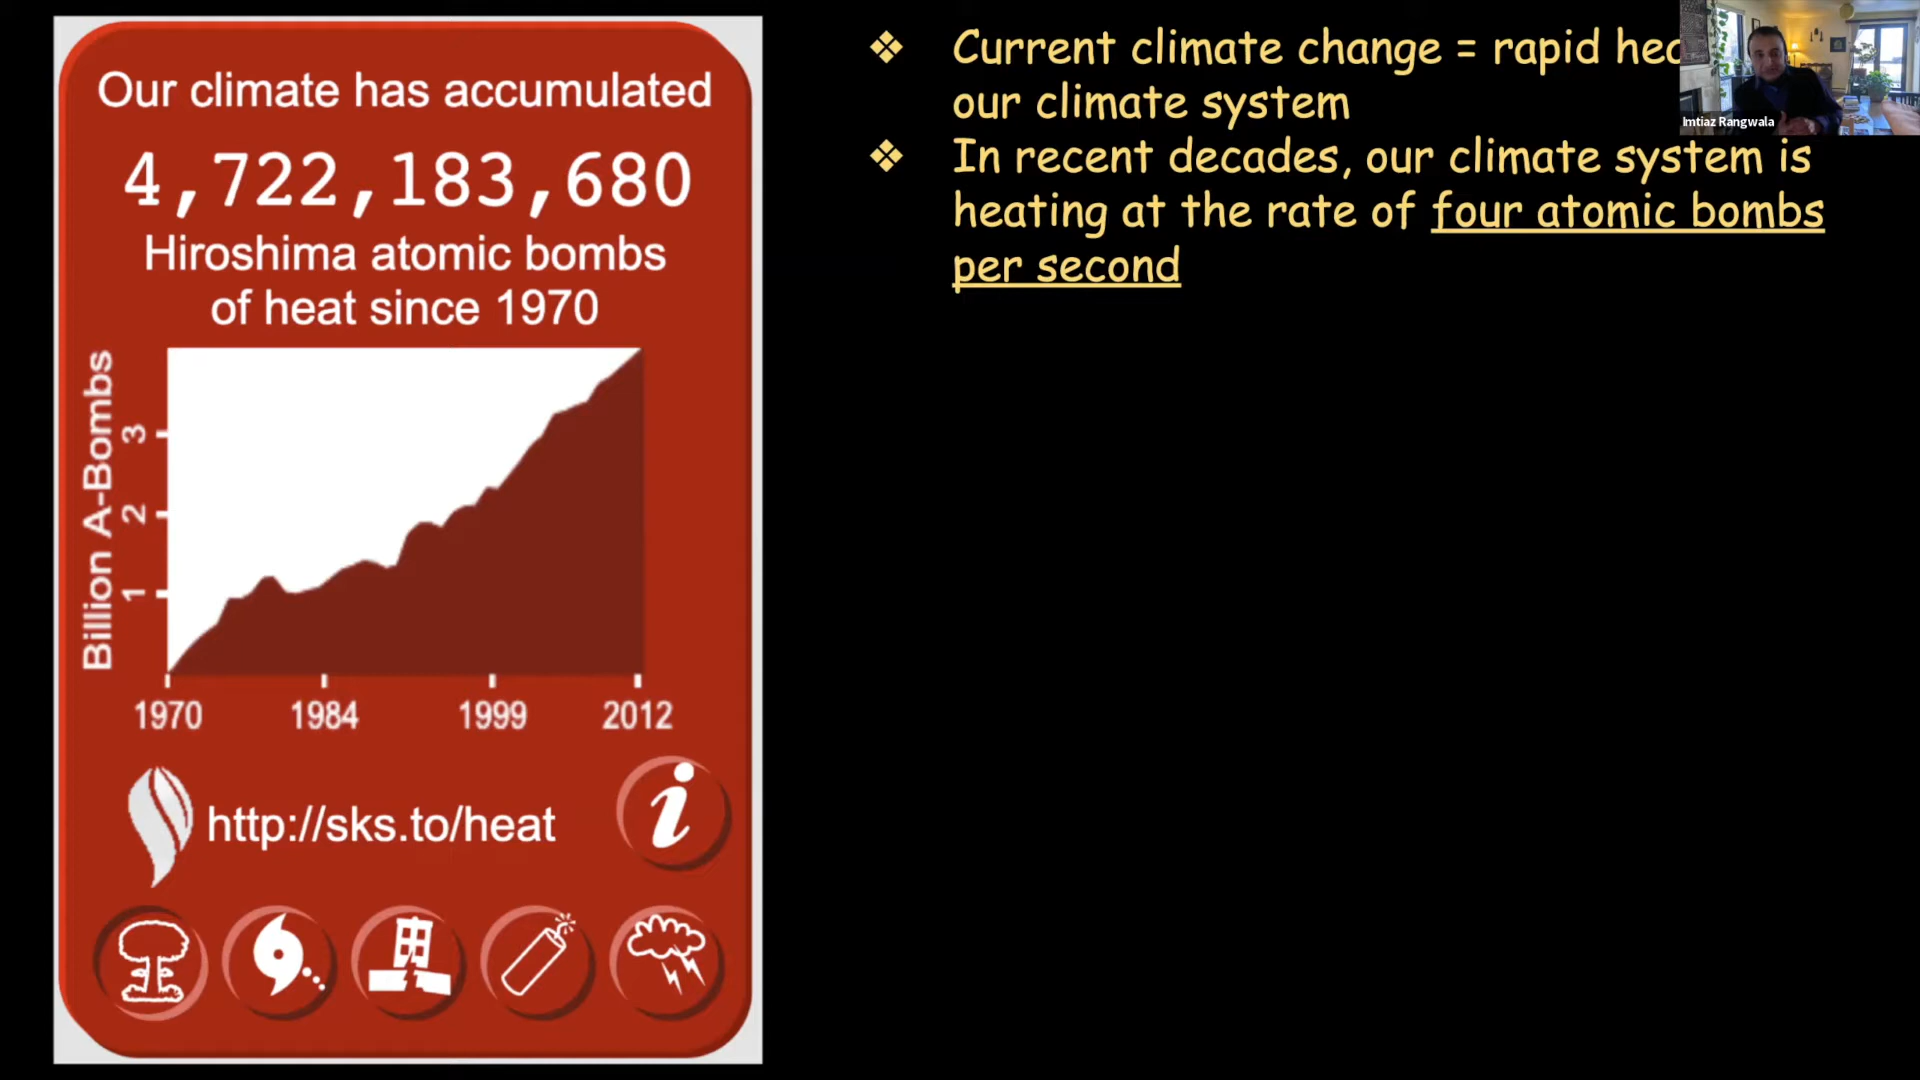 Our climate has accumulated
4,722,183,680
Hiroshima atomic bombs
of heat since 1970
Billion A-Bombs
3
2
1
1970 1984 1999 2012
http://sks.to/heat
i
❖ Current climate change = rapid
our climate system
❖ In recent decades, our climate system is
heating at the rate of four atomic bombs
per second
Imtiaz Rangwala